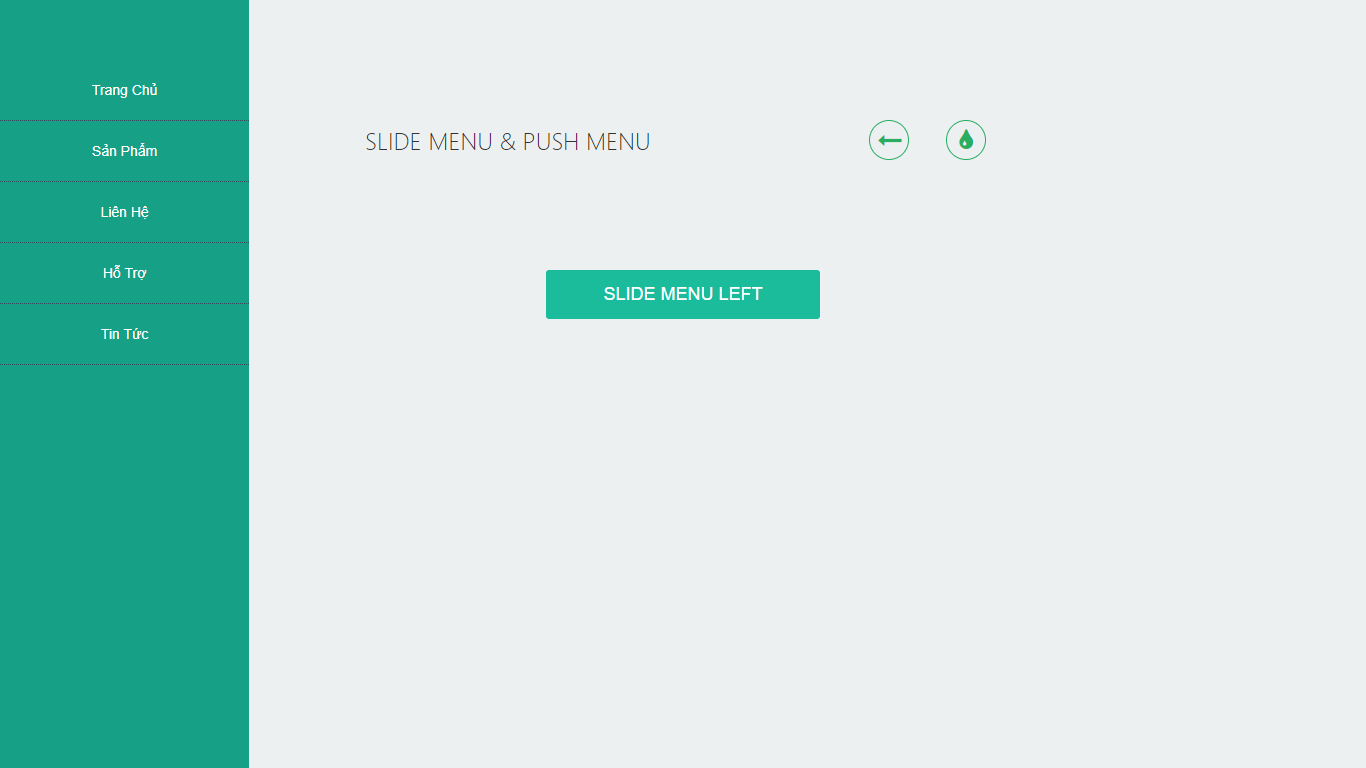 Trang Chủ
Sản Phẩm
Liên Hệ
Hỗ Trợ
Tin Tức
SLIDE MENU & PUSH MENU
SLIDE MENU LEFT